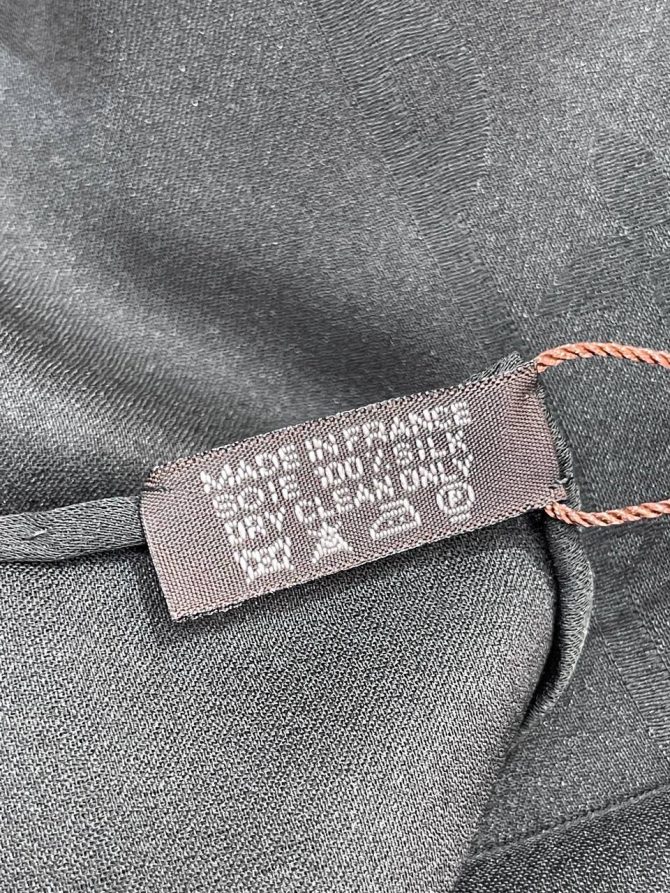 MADE IN FRANCE
SOIE 100 % SILK
DRY CLEAN ONLY
P